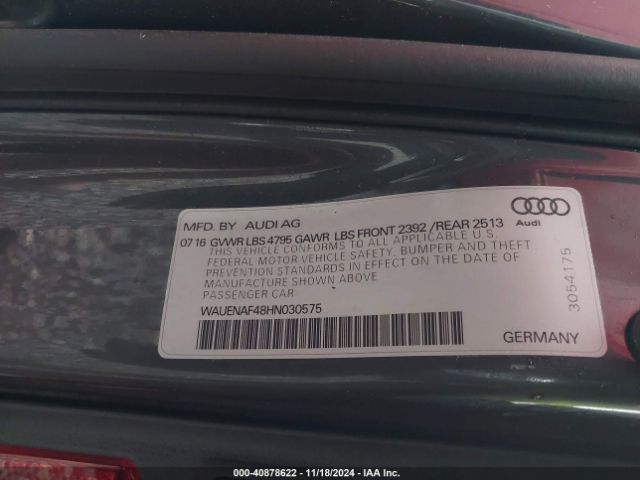 MFD. BY AUDI AG
07 16 GVWR LBS 4795 GAWR LBS FRONT 2392 /REAR 2513
THIS VEHICLE CONFORMS TO ALL APPLICABLE U.S.
FEDERAL MOTOR VEHICLE SAFETY, BUMPER AND THEFT
PREVENTION STANDARDS IN EFFECT ON THE DATE OF
MANUFACTURE SHOWN ABOVE
PASSENGER CAR
WAUENAF48HN030575
Audi
3054175
GERMANY
000-40878622 - 11/18/2024 - IAA Inc.